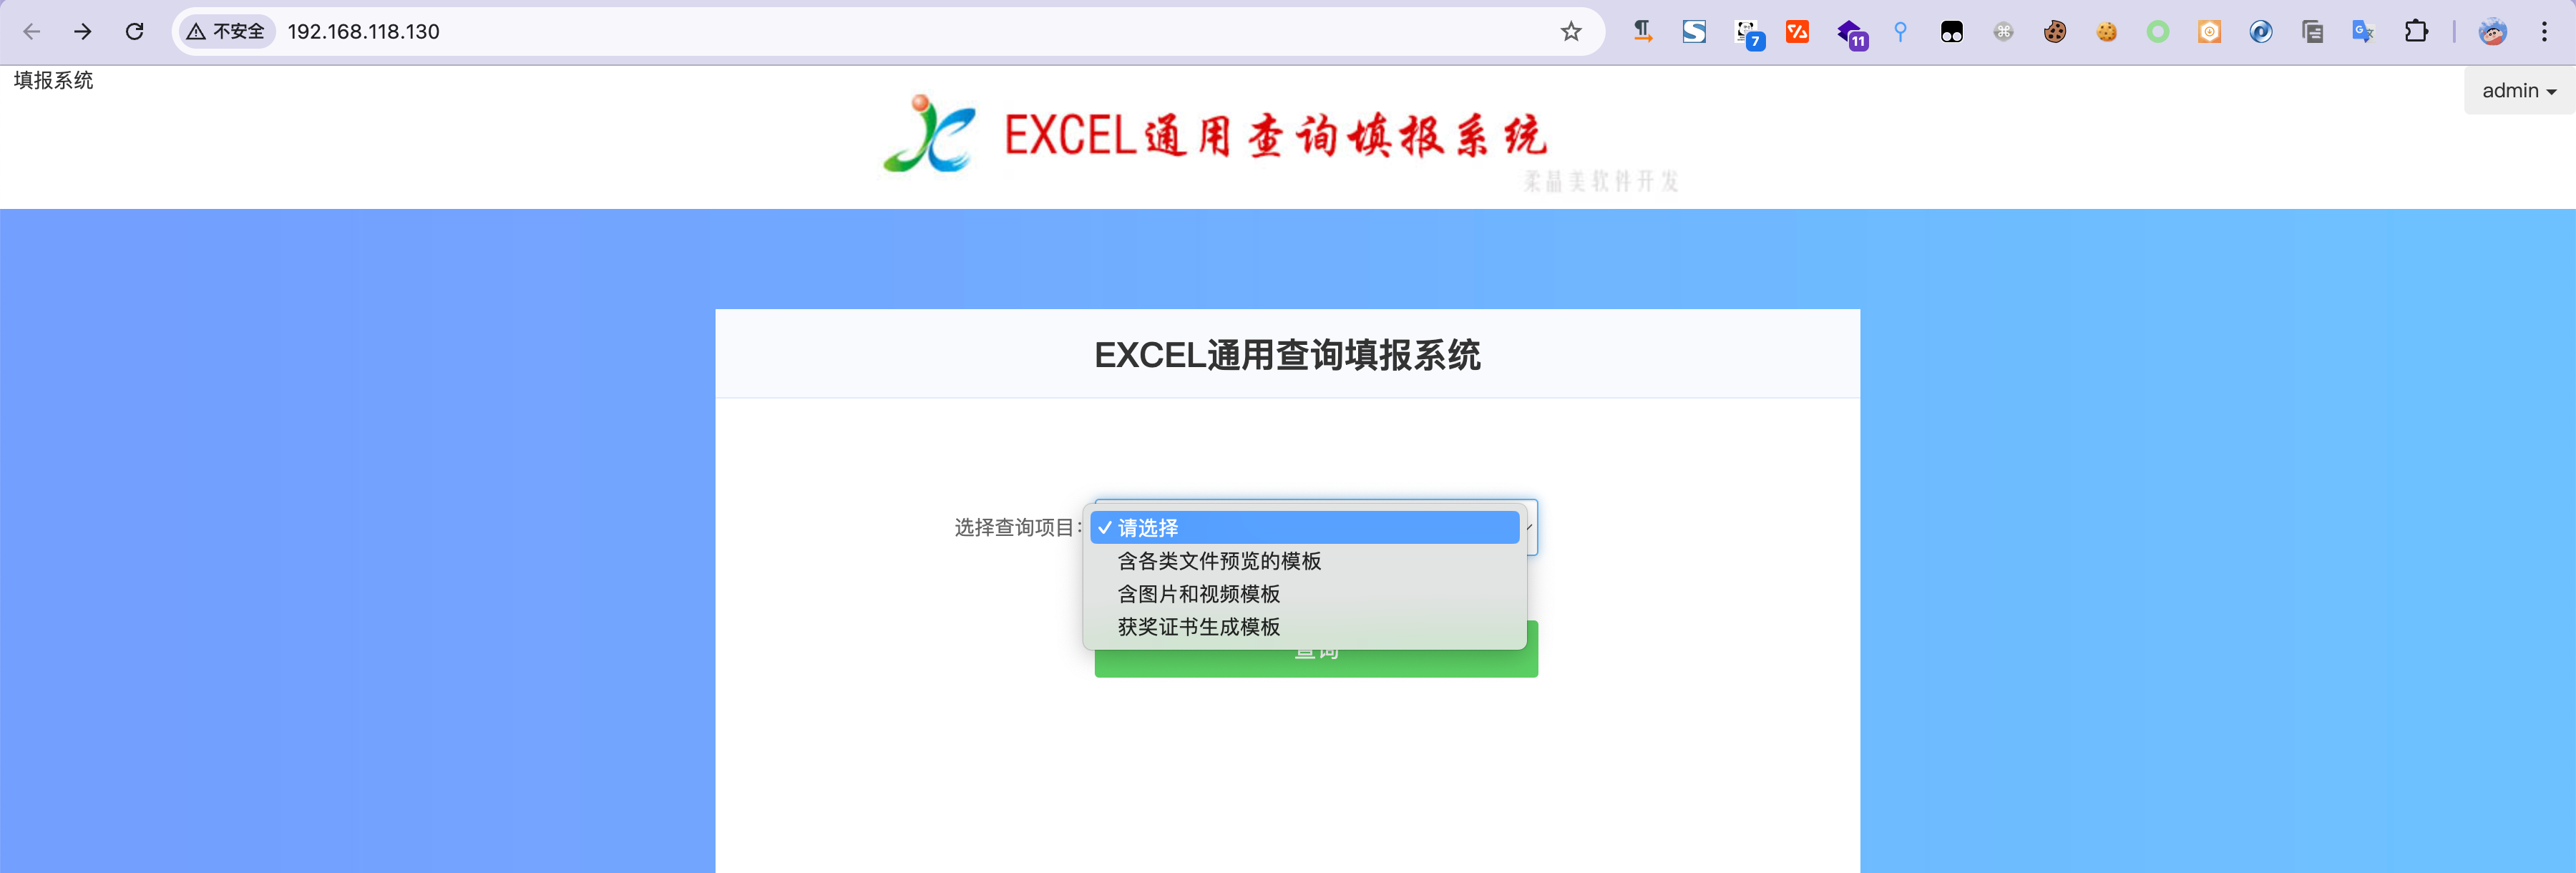 不安全 192.168.118.130
7
11
填报系统
admin
EXCEL通用查询填报系统
柔晶美软件开发
EXCEL通用查询填报系统
选择查询项目：
请选择
含各类文件预览的模板
含图片和视频模板
获奖证书生成模板
查询